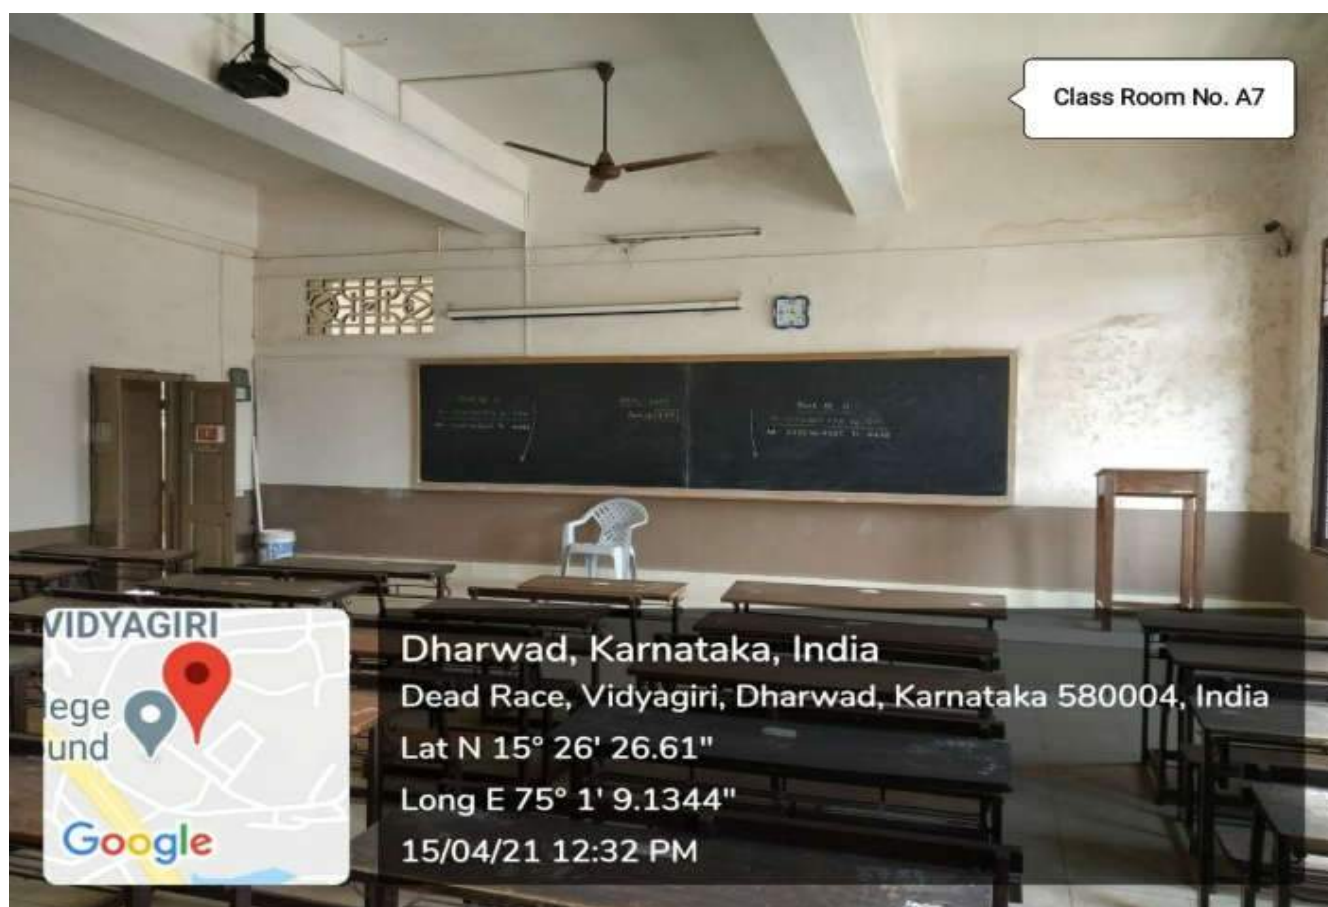 Class Room No. A7
VIDYAGIRI
lege
und
Google
Dharwad, Karnataka, India
Dead Race, Vidyagiri, Dharwad, Karnataka 580004, India
Lat N 15° 26' 26.61"
Long E 75° 1' 9.1344"
15/04/21 12:32 PM